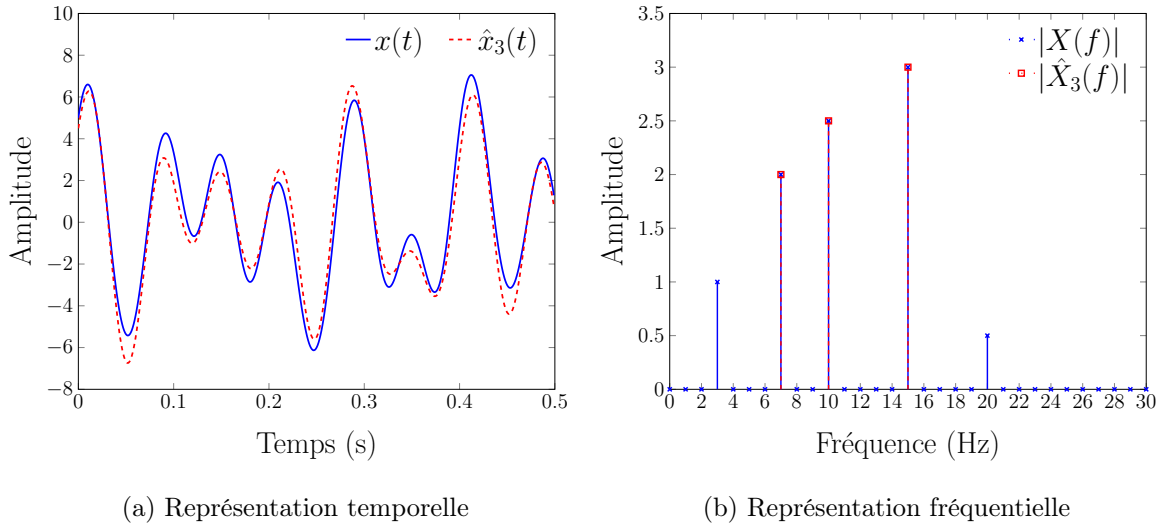 x(t)
x̂₃(t)
Amplitude
10
8
6
4
2
0
−2
−4
−6
−8
0
0.1
0.2
0.3
0.4
0.5
Temps (s)
(a) Représentation temporelle
|X(f)|
|X̂₃(f)|
Amplitude
3.5
3
2.5
2
1.5
1
0.5
0
0 2 4 6 8 10 12 14 16 18 20 22 24 26 28 30
Fréquence (Hz)
(b) Représentation fréquentielle